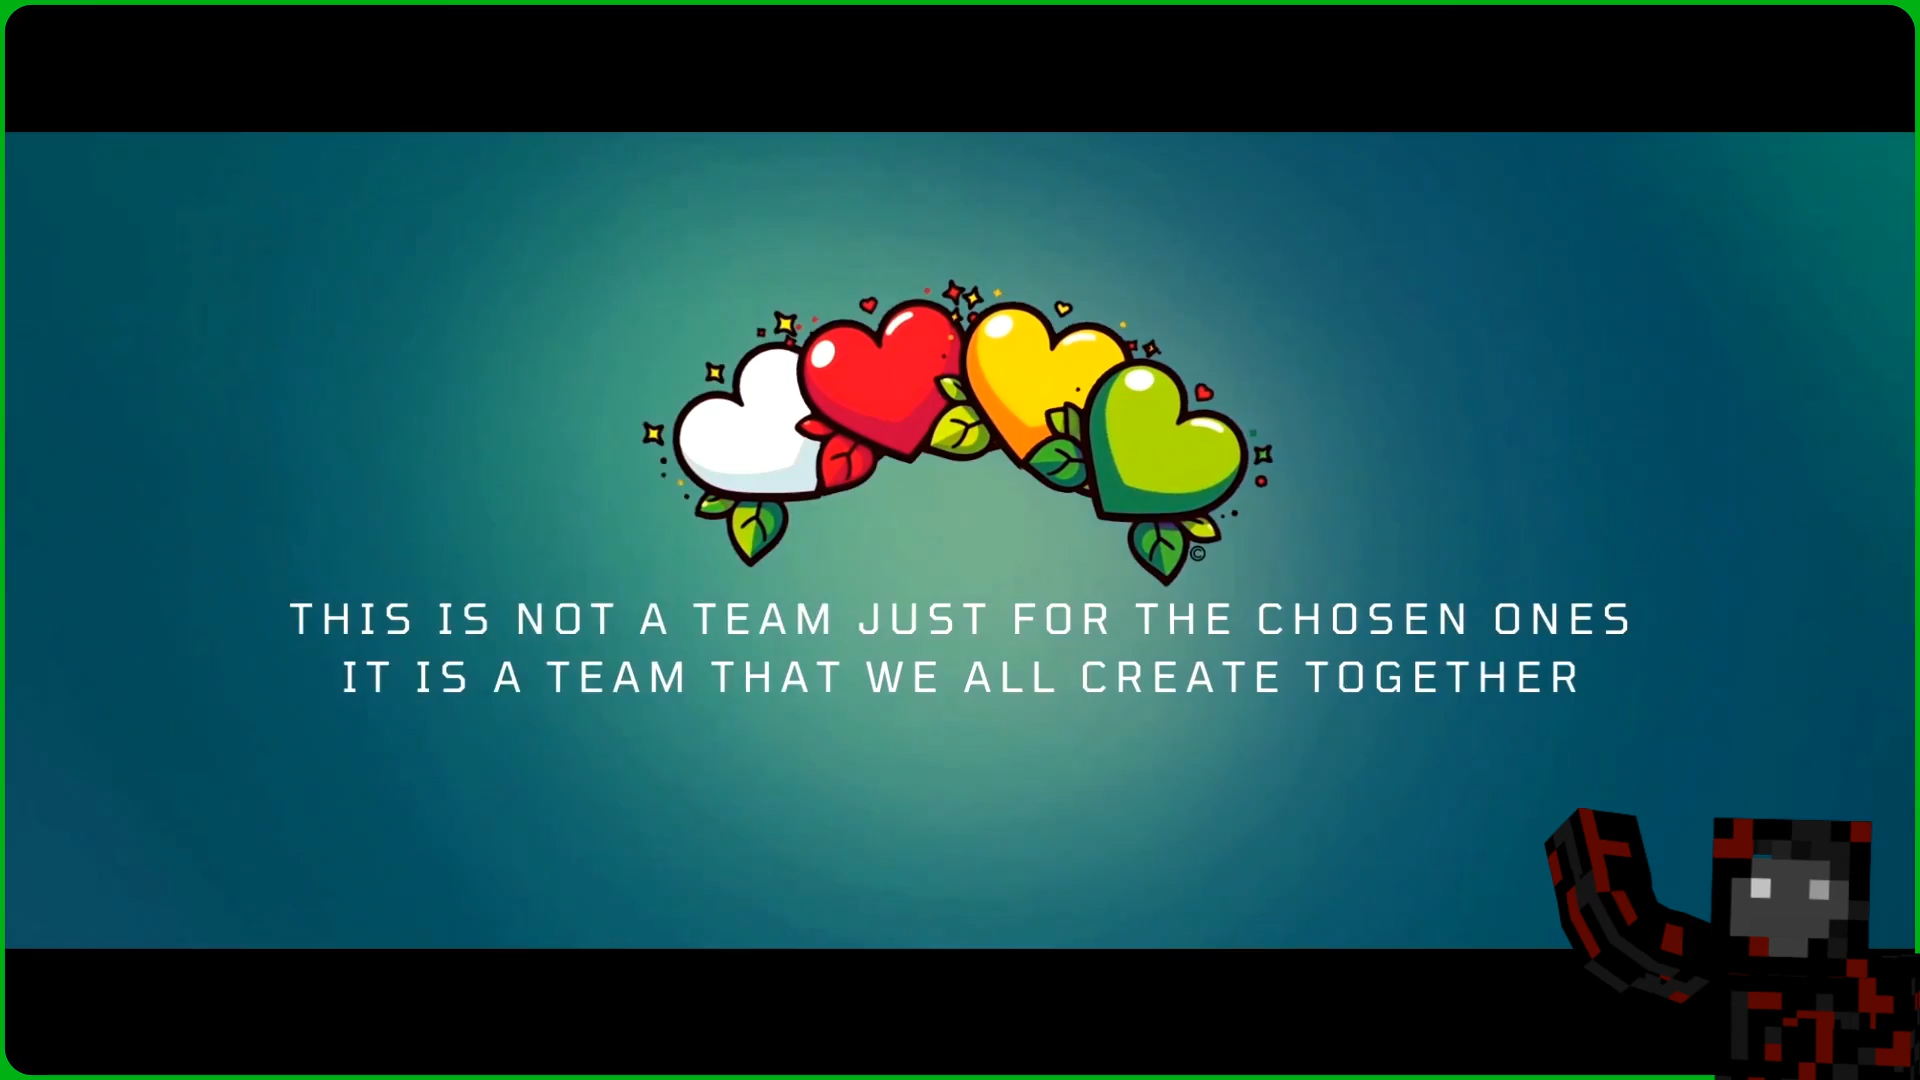 ©
THIS IS NOT A TEAM JUST FOR THE CHOSEN ONES
IT IS A TEAM THAT WE ALL CREATE TOGETHER